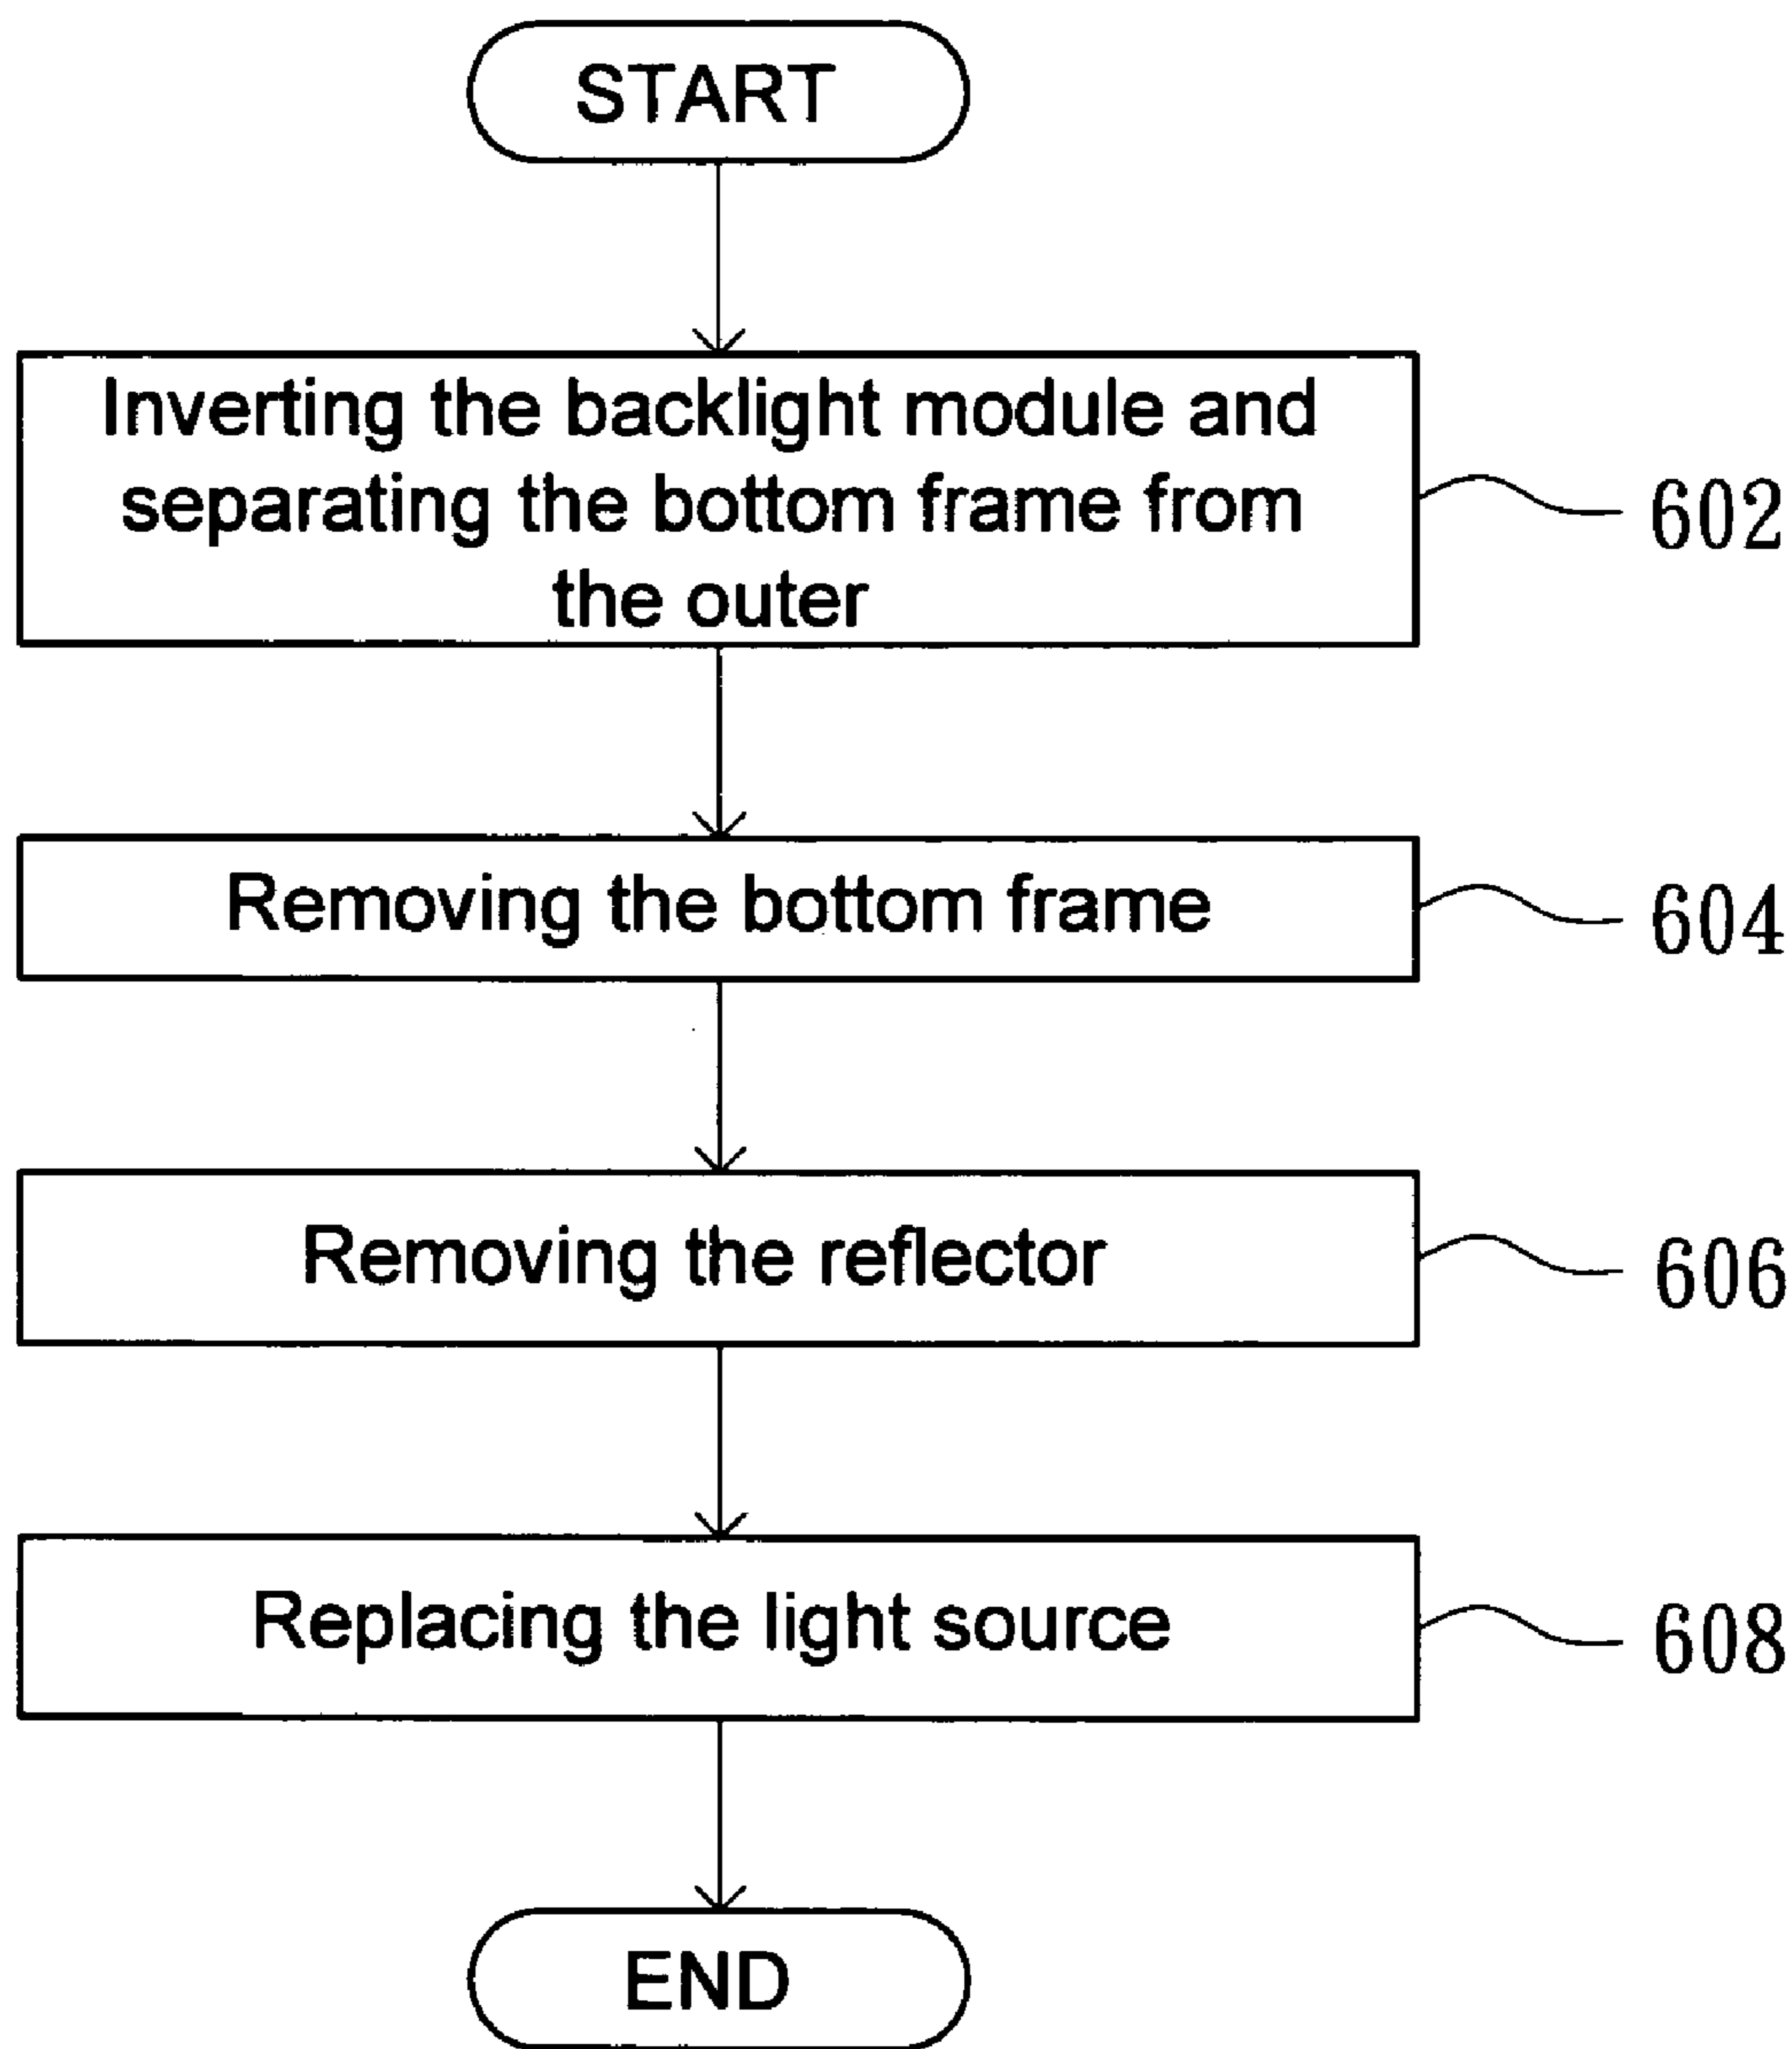 START
Inverting the backlight module and
separating the bottom frame from
the outer
602
Removing the bottom frame
604
Removing the reflector
606
Replacing the light source
608
END